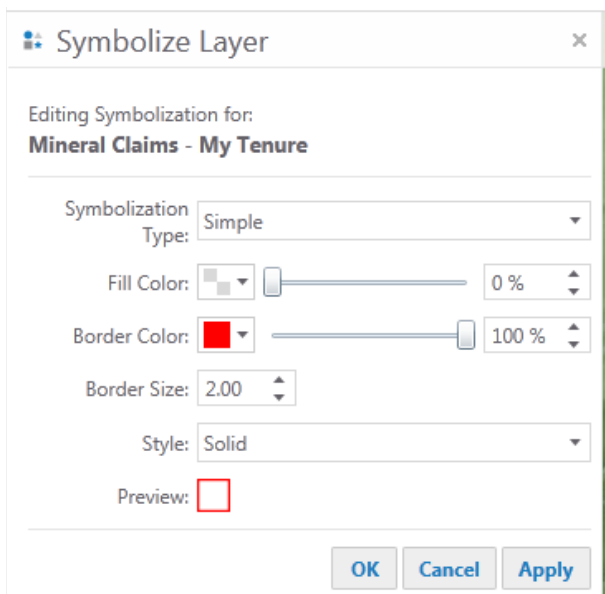 Symbolize Layer
Editing Symbolization for:
Mineral Claims - My Tenure
Symbolization
Type:
Simple
Fill Color: 0 %
Border Color: 100 %
Border Size: 2.00
Style: Solid
Preview:
OK Cancel Apply